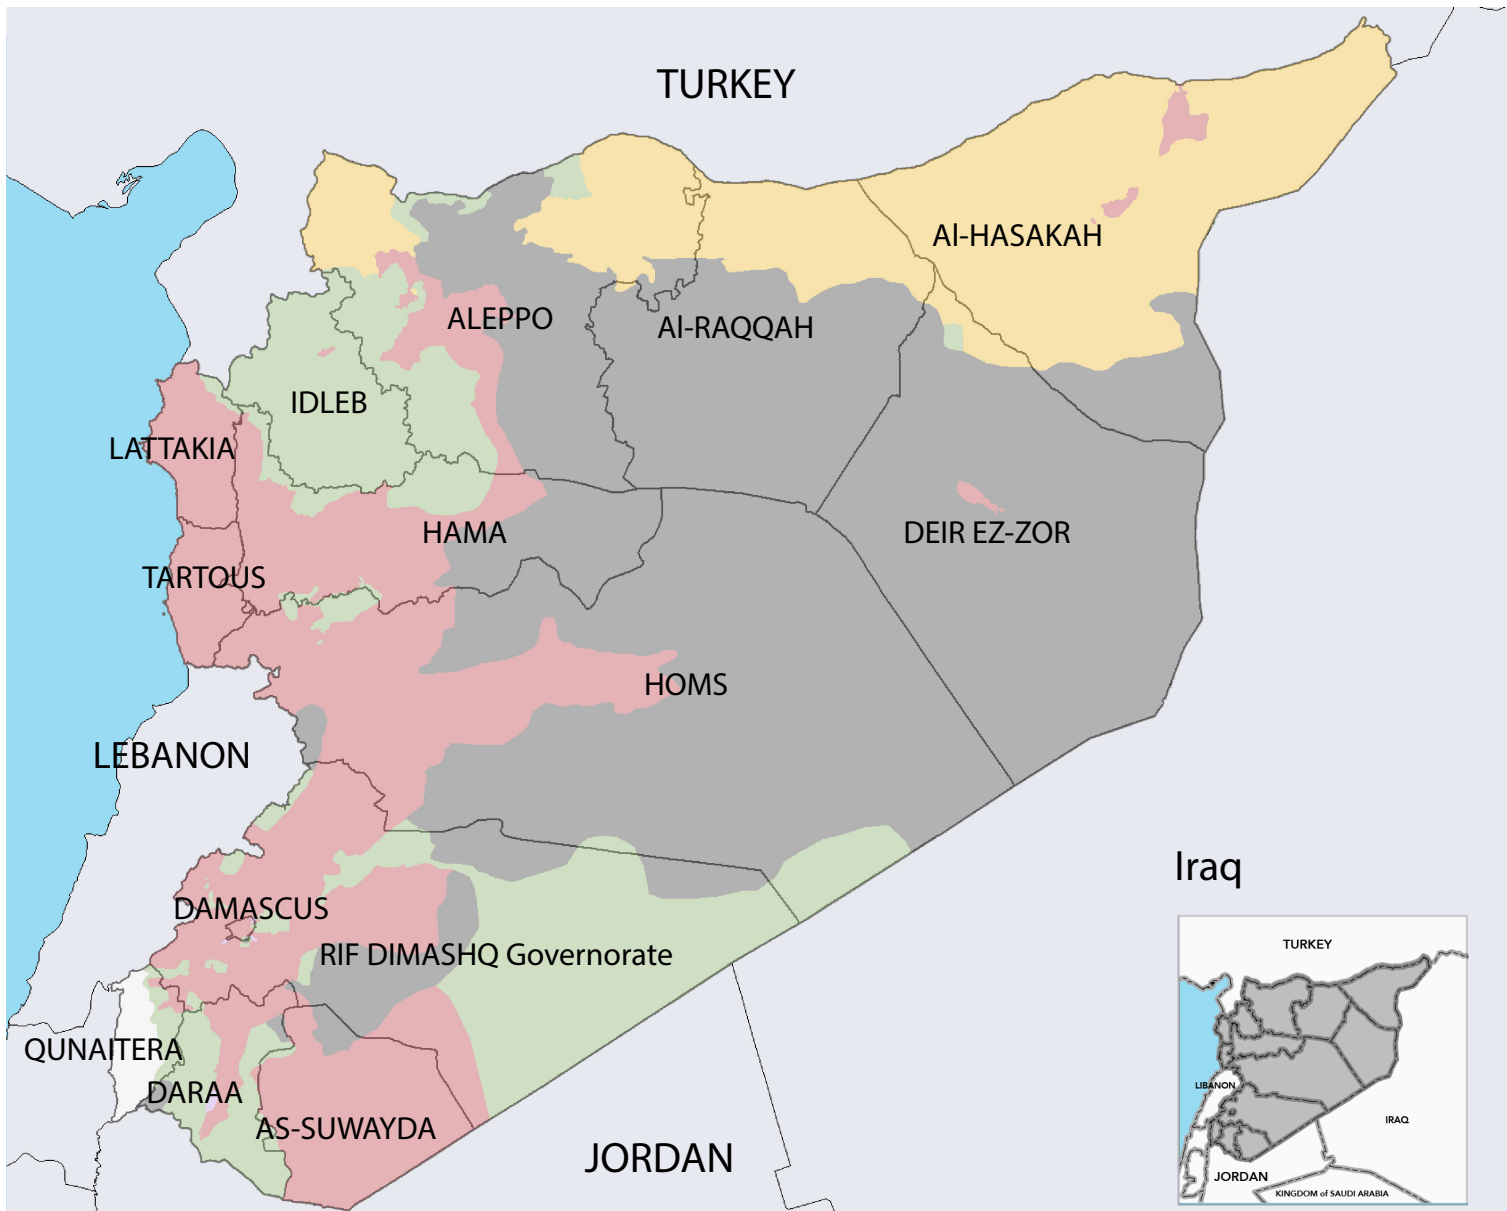 TURKEY
Al-HASAKAH
ALEPPO
Al-RAQQAH
IDLEB
LATTAKIA
HAMA
DEIR EZ-ZOR
TARTOUS
HOMS
LEBANON
Iraq
DAMASCUS
RIF DIMASHQ Governorate
QUNAITERA
DARAA
AS-SUWAYDA
JORDAN
TURKEY
LIBANON
IRAQ
JORDAN
KINGDOM of SAUDI ARABIA